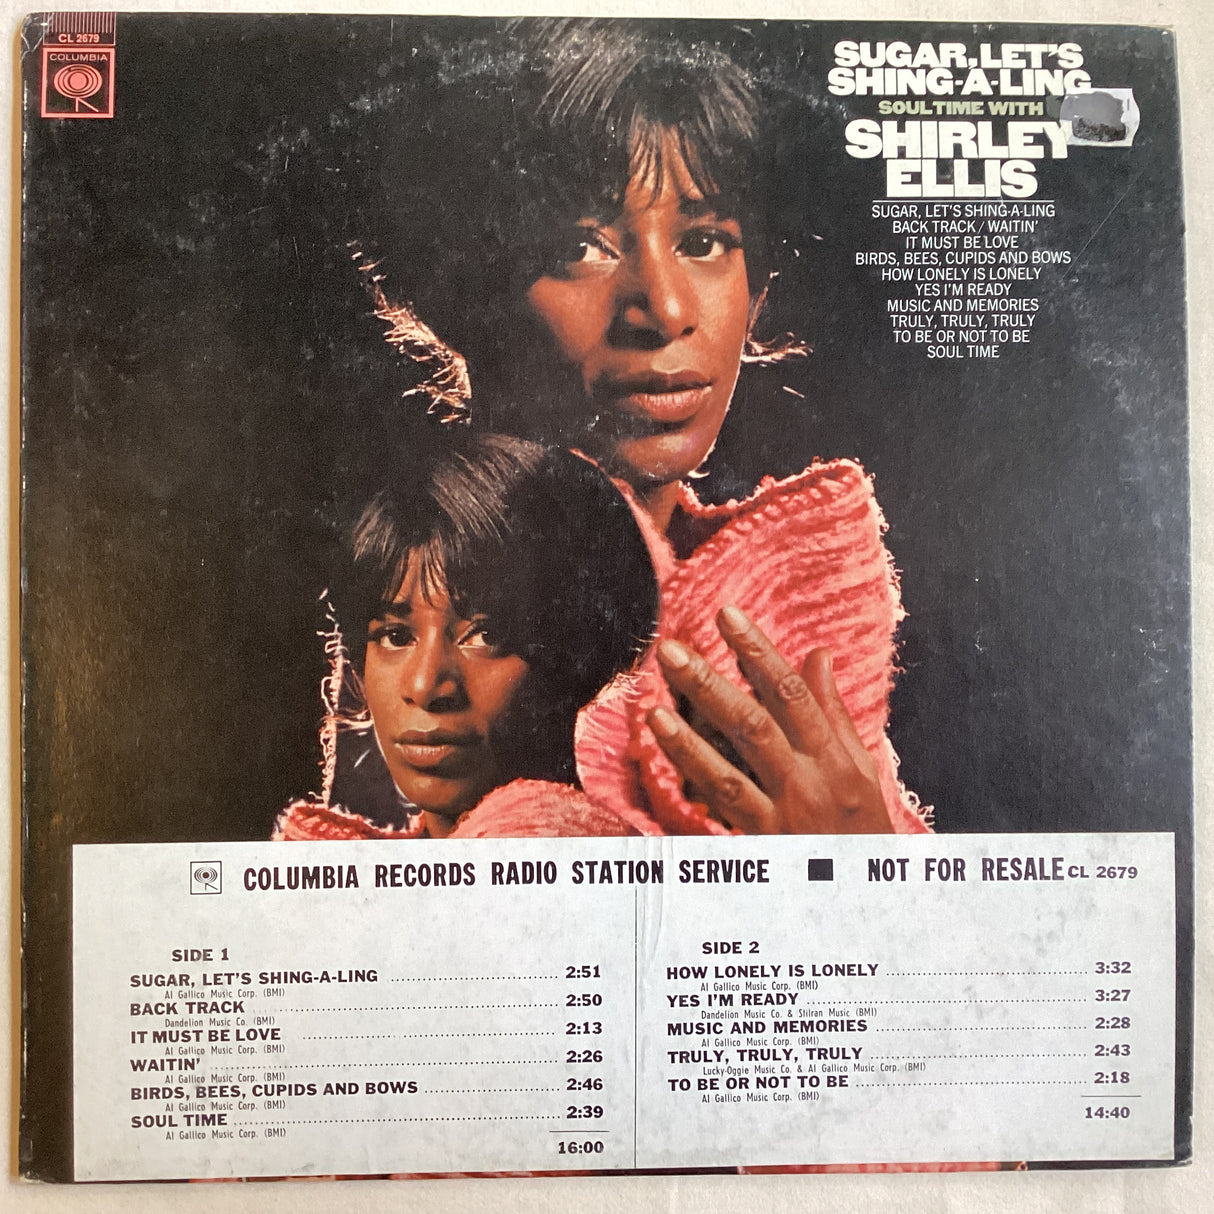 CL 2679
COLUMBIA
SUGAR, LET'S
SHING-A-LING
SOUL TIME WITH
SHIRLEY
ELLIS
SUGAR, LET'S SHING-A-LING
BACK TRACK / WAITIN'
IT MUST BE LOVE
BIRDS, BEES, CUPIDS AND BOWS
HOW LONELY IS LONELY
YES I'M READY
MUSIC AND MEMORIES
TRULY, TRULY, TRULY
TO BE OR NOT TO BE
SOUL TIME
COLUMBIA RECORDS RADIO STATION SERVICE ■ NOT FOR RESALE CL 2679
SIDE 1
SUGAR, LET'S SHING-A-LING 2:51
Al Gallico Music Corp. (BMI)
BACK TRACK 2:50
Dandelion Music Co. (BMI)
IT MUST BE LOVE 2:13
Al Gallico Music Corp. (BMI)
WAITIN' 2:26
Al Gallico Music Corp. (BMI)
BIRDS, BEES, CUPIDS AND BOWS 2:46
Al Gallico Music Corp. (BMI)
SOUL TIME 2:39
Al Gallico Music Corp. (BMI)
16:00
SIDE 2
HOW LONELY IS LONELY 3:32
Al Gallico Music Corp. (BMI)
YES I'M READY 3:27
Dandelion Music Co. & Stilran Music (BMI)
MUSIC AND MEMORIES 2:28
Al Gallico Music Corp. (BMI)
TRULY, TRULY, TRULY 2:43
Lucky-Oggie Music Co. & Al Gallico Music Corp. (BMI)
TO BE OR NOT TO BE 2:18
Al Gallico Music Corp. (BMI)
14:40